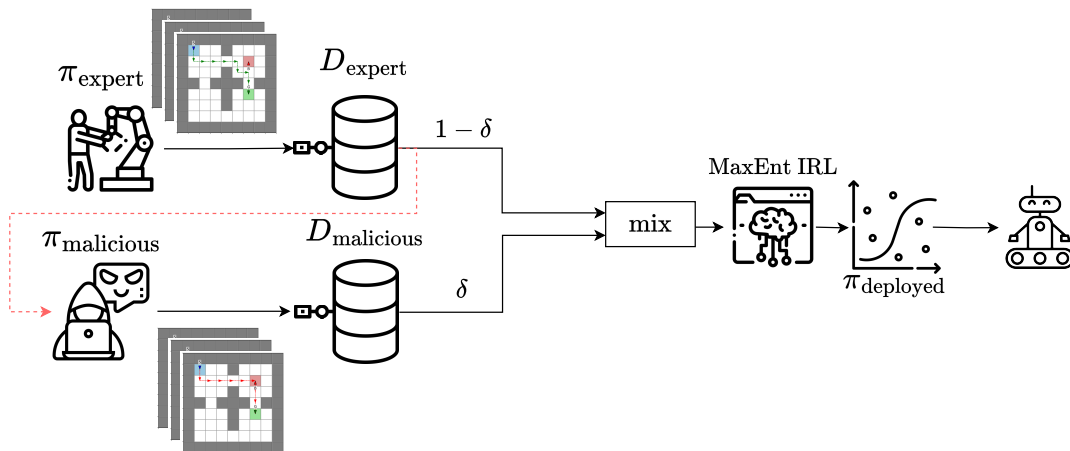 π_expert
D_expert
1 − δ
π_malicious
D_malicious
δ
mix
MaxEnt IRL
π_deployed